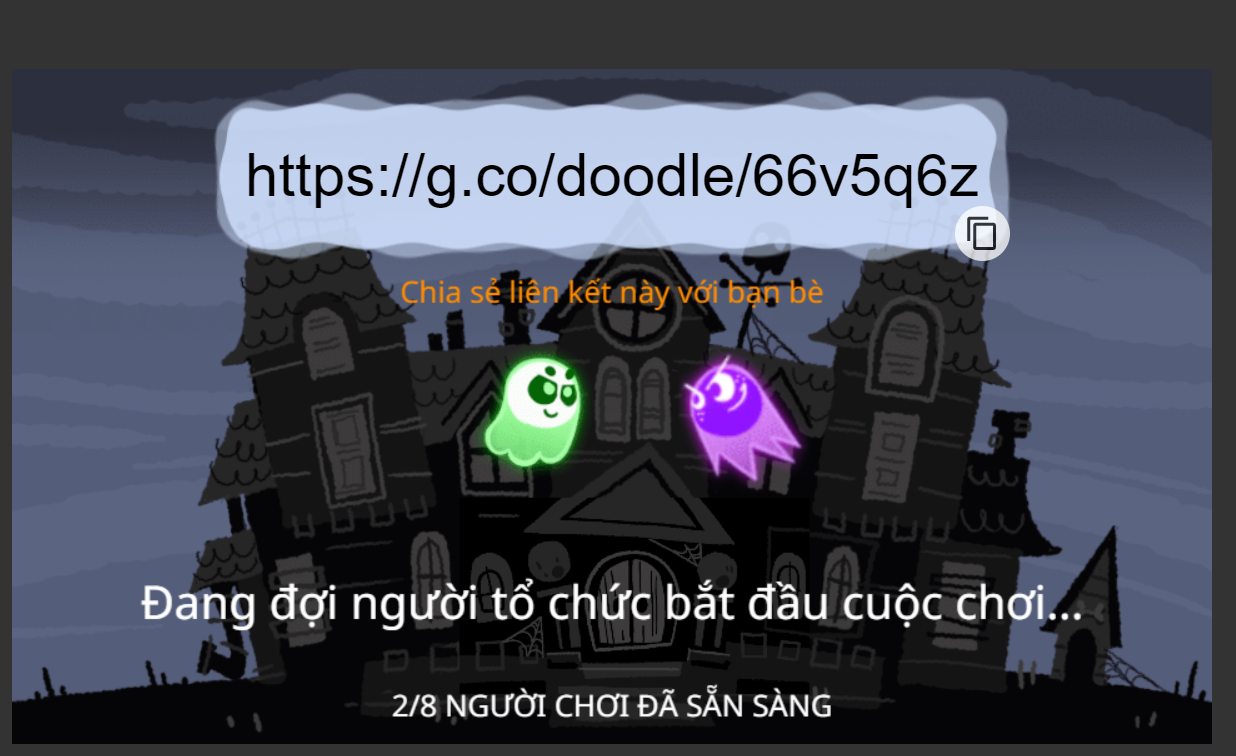 https://g.co/doodle/66v5q6z
Chia sẻ liên kết này với bạn bè
Đang đợi người tổ chức bắt đầu cuộc chơi...
2/8 NGƯỜI CHƠI ĐÃ SẴN SÀNG